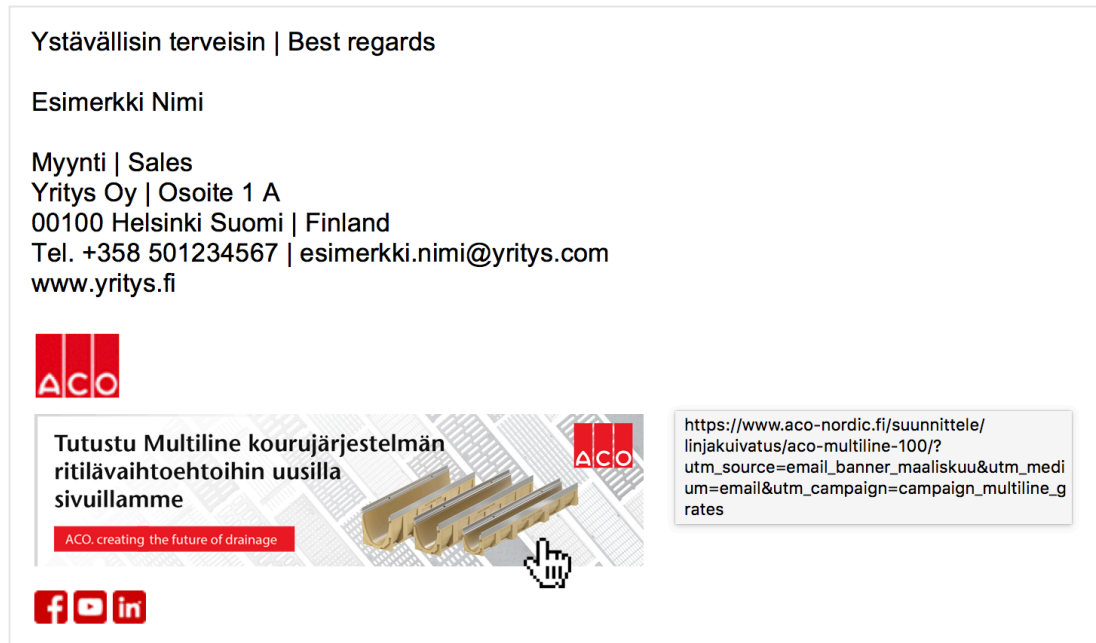 Ystävällisin terveisin | Best regards
Esimerkki Nimi
Myynti | Sales
Yritys Oy | Osoite 1 A
00100 Helsinki Suomi | Finland
Tel. +358 501234567 | esimerkki.nimi@yritys.com
www.yritys.fi
ACO
Tutustu Multiline kourujärjestelmän
ritilävaihtoehtoihin uusilla
sivuillamme
ACO. creating the future of drainage
ACO
https://www.aco-nordic.fi/suunnittele/
linjakuivatus/aco-multiline-100/?
utm_source=email_banner_maaliskuu&utm_medi
um=email&utm_campaign=campaign_multiline_g
rates
f in